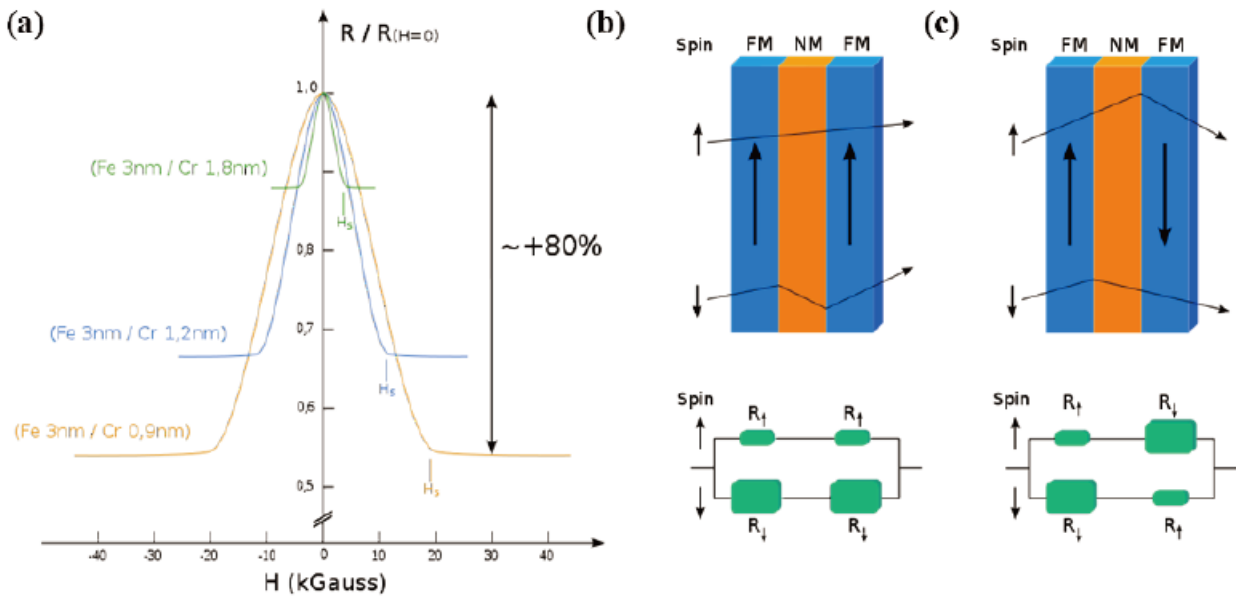 (a)
R / R(H=0)
1,0
(Fe 3nm / Cr 1,8nm)
Hs
0,8
~+80%
(Fe 3nm / Cr 1,2nm)
0,7
Hs
0,6
(Fe 3nm / Cr 0,9nm)
Hs
0,5
-40 -30 -20 -10 0 10 20 30 40
H (kGauss)
(b)
Spin FM NM FM
Spin
R↑ R↑
R↓ R↓
(c)
Spin FM NM FM
Spin
R↑ R↓
R↓ R↑